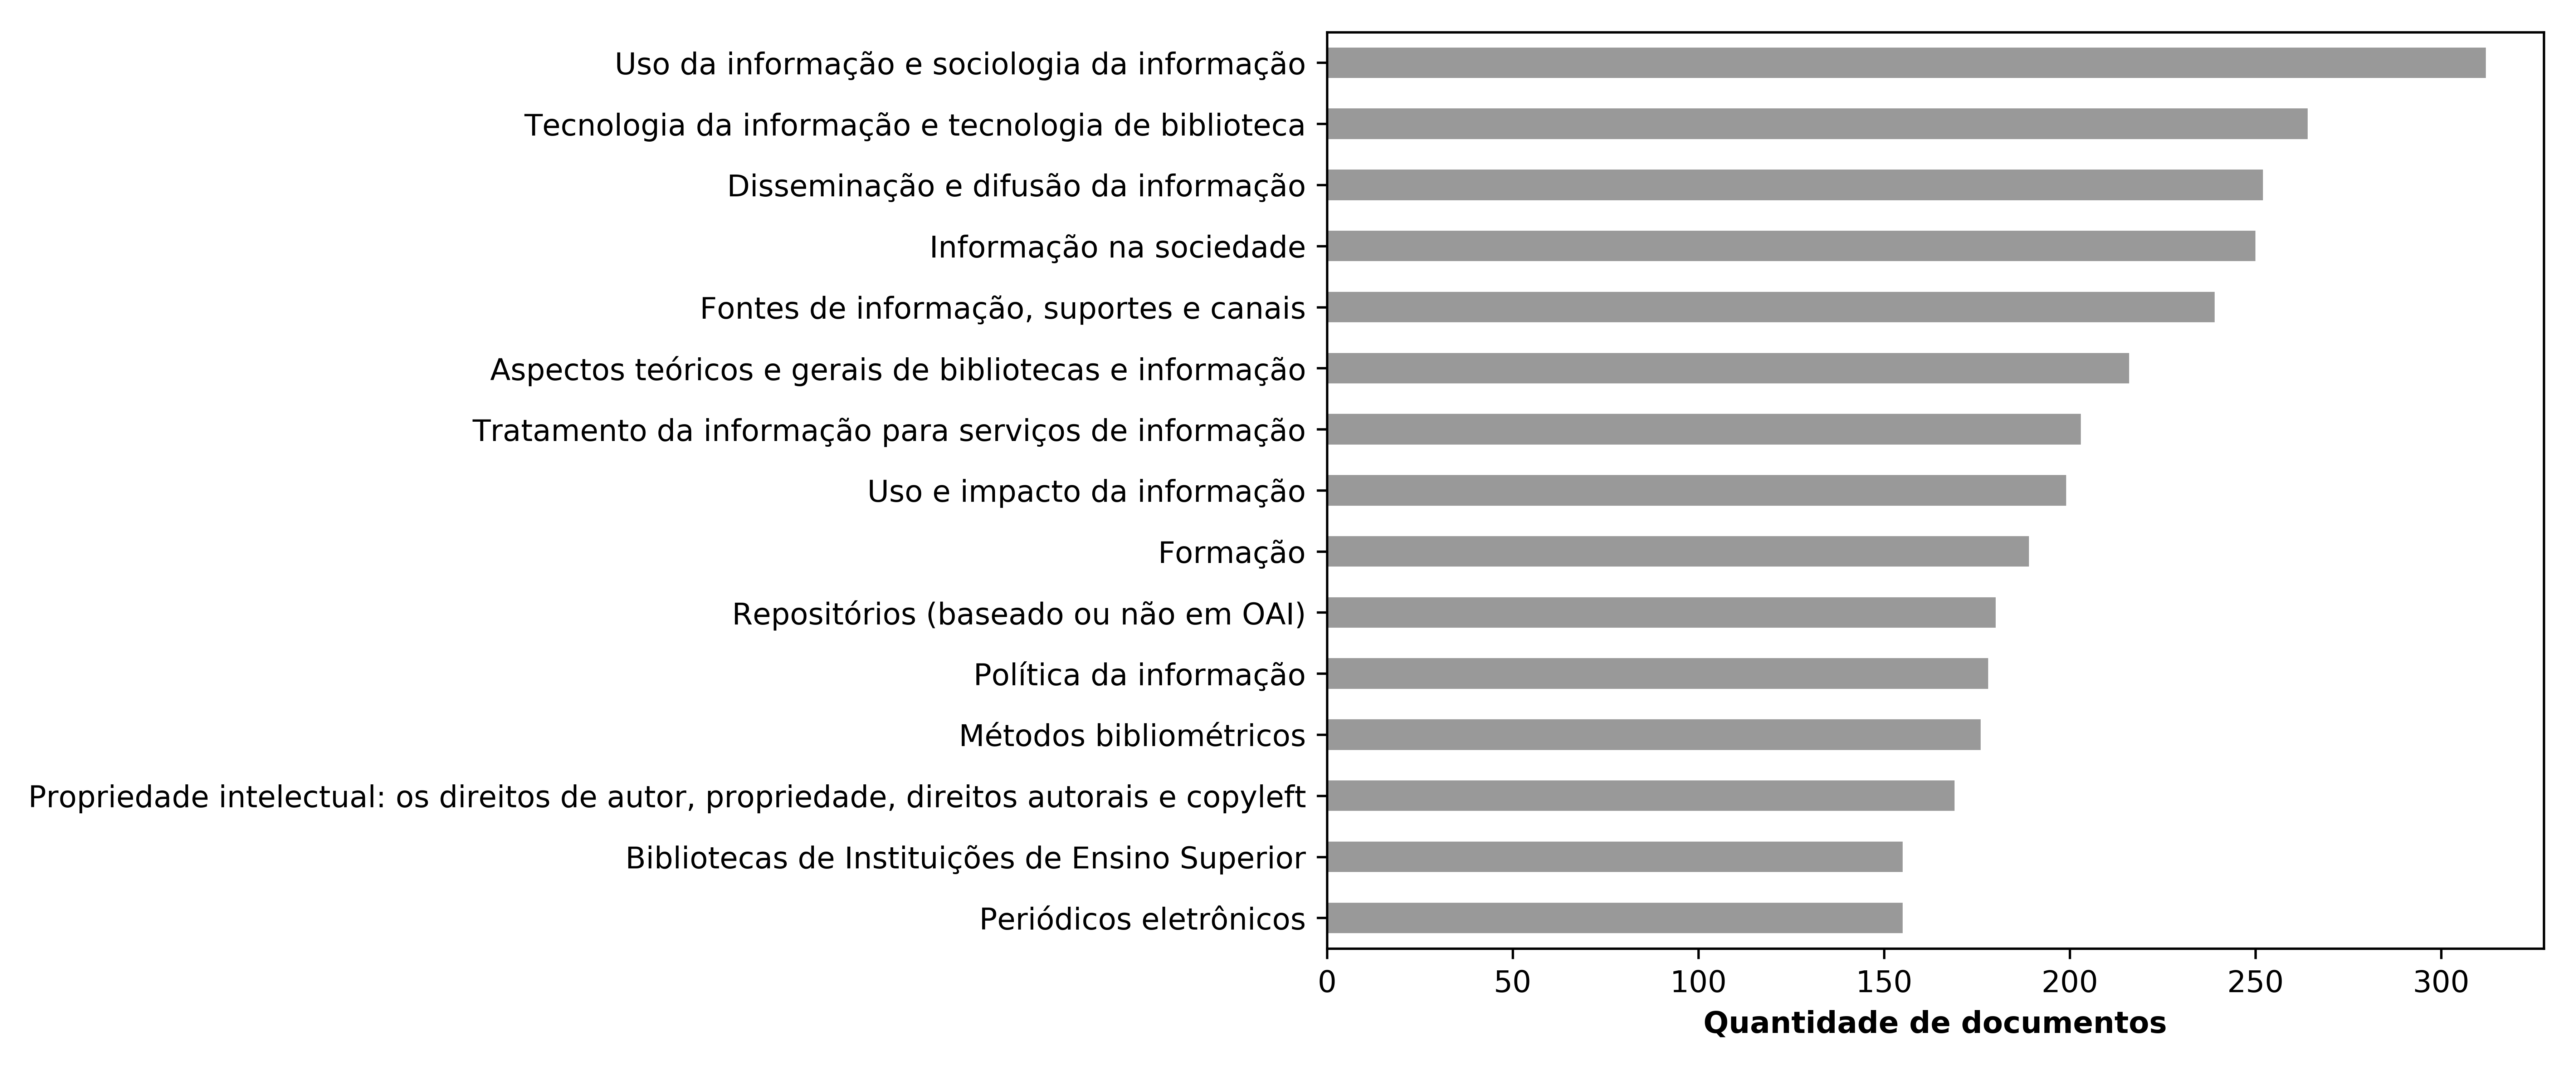 Uso da informação e sociologia da informação
Tecnologia da informação e tecnologia de biblioteca
Disseminação e difusão da informação
Informação na sociedade
Fontes de informação, suportes e canais
Aspectos teóricos e gerais de bibliotecas e informação
Tratamento da informação para serviços de informação
Uso e impacto da informação
Formação
Repositórios (baseado ou não em OAI)
Política da informação
Métodos bibliométricos
Propriedade intelectual: os direitos de autor, propriedade, direitos autorais e copyleft
Bibliotecas de Instituições de Ensino Superior
Periódicos eletrônicos
0 50 100 150 200 250 300
Quantidade de documentos